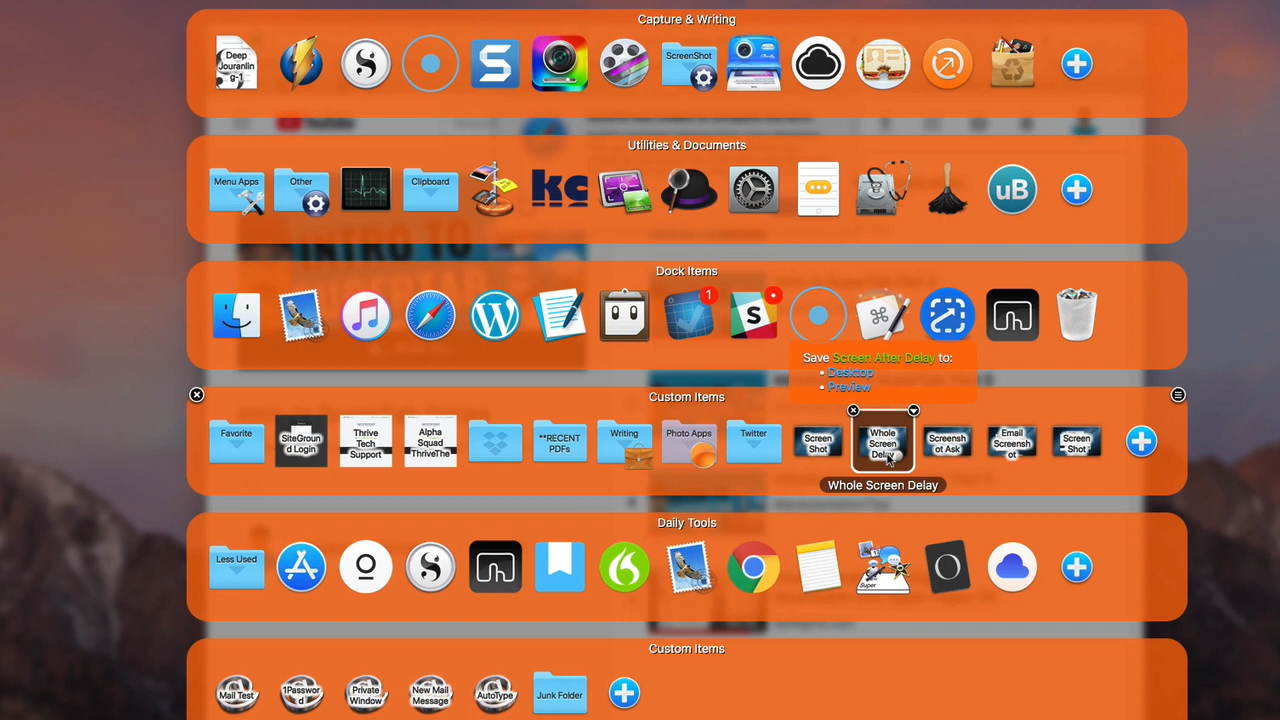 Capture & Writing
Deep
Jouranlin
g-1
S
S
ScreenShot
Utilities & Documents
Menu Apps
Other
Clipboard
kc
uB
Dock Items
1
S
Save Screen After Delay to:
• Desktop
• Preview
Custom Items
Favorite
SiteGroun
d Login
Thrive
Tech
Support
Alpha
Squad
ThriveThe
**RECENT
PDFs
Writing
Photo Apps
Twitter
Screen
Shot
Whole
Screen
Delay
Screensh
ot Ask
Email
Screensh
ot
Screen
Shot
Whole Screen Delay
Daily Tools
Less Used
S
Super
O
Custom Items
Mail Test
1Passwor
d
Private
Window
New Mail
Message
AutoType
Junk Folder
INTRO TO